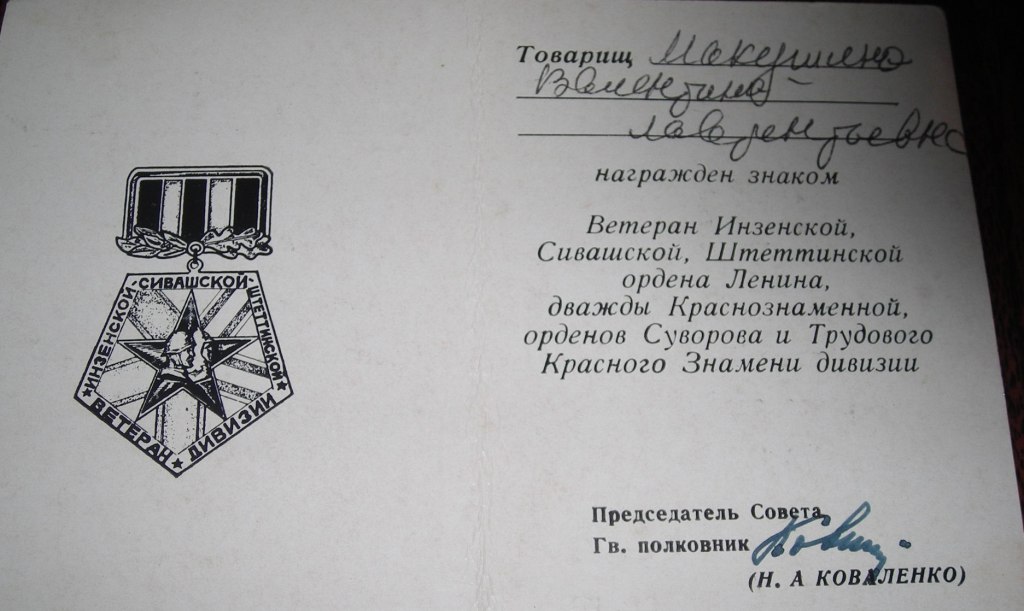 СИВАШСКОЙ
ИНЗЕНСКОЙ
ШТЕТТИНСКОЙ
ВЕТЕРАН ДИВИЗИИ
Товарищ Макушина
Валентина
Лаврентьевна
награжден знаком
Ветеран Инзенской,
Сивашской, Штеттинской
ордена Ленина,
дважды Краснознаменной,
орденов Суворова и Трудового
Красного Знамени дивизии
Председатель Совета
Гв. полковник
(Н. А КОВАЛЕНКО)